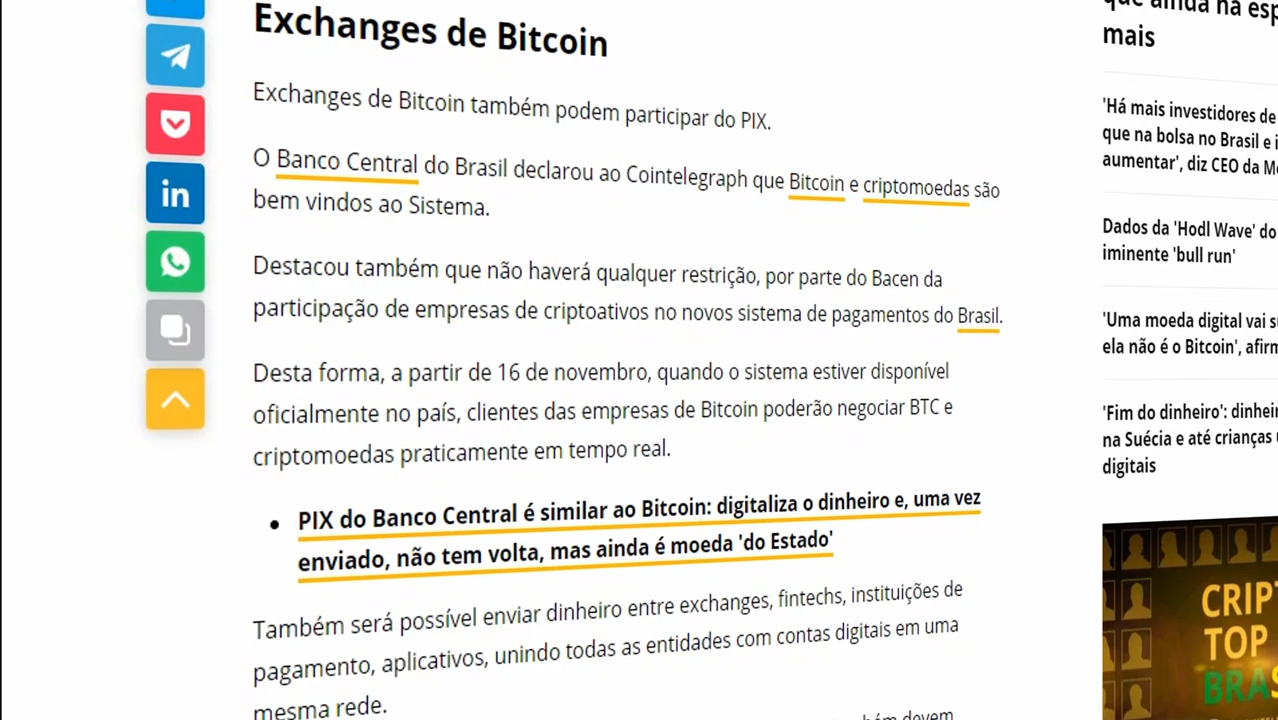 Exchanges de Bitcoin
Exchanges de Bitcoin também podem participar do PIX.
O Banco Central do Brasil declarou ao Cointelegraph que Bitcoin e criptomoedas são
bem vindos ao Sistema.
Destacou também que não haverá qualquer restrição, por parte do Bacen da
participação de empresas de criptoativos no novos sistema de pagamentos do Brasil.
Desta forma, a partir de 16 de novembro, quando o sistema estiver disponível
oficialmente no país, clientes das empresas de Bitcoin poderão negociar BTC e
criptomoedas praticamente em tempo real.
• PIX do Banco Central é similar ao Bitcoin: digitaliza o dinheiro e, uma vez
enviado, não tem volta, mas ainda é moeda 'do Estado'
Também será possível enviar dinheiro entre exchanges, fintechs, instituições de
pagamento, aplicativos, unindo todas as entidades com contas digitais em uma
mesma rede.
devem
in
que ainda há esp
mais
'Há mais investidores de
que na bolsa no Brasil e i
aumentar', diz CEO da M
Dados da 'Hodl Wave' do
iminente 'bull run'
'Uma moeda digital vai s
ela não é o Bitcoin', afirm
'Fim do dinheiro': dinhei
na Suécia e até crianças
digitais
CRIPT
TOP
BRAS